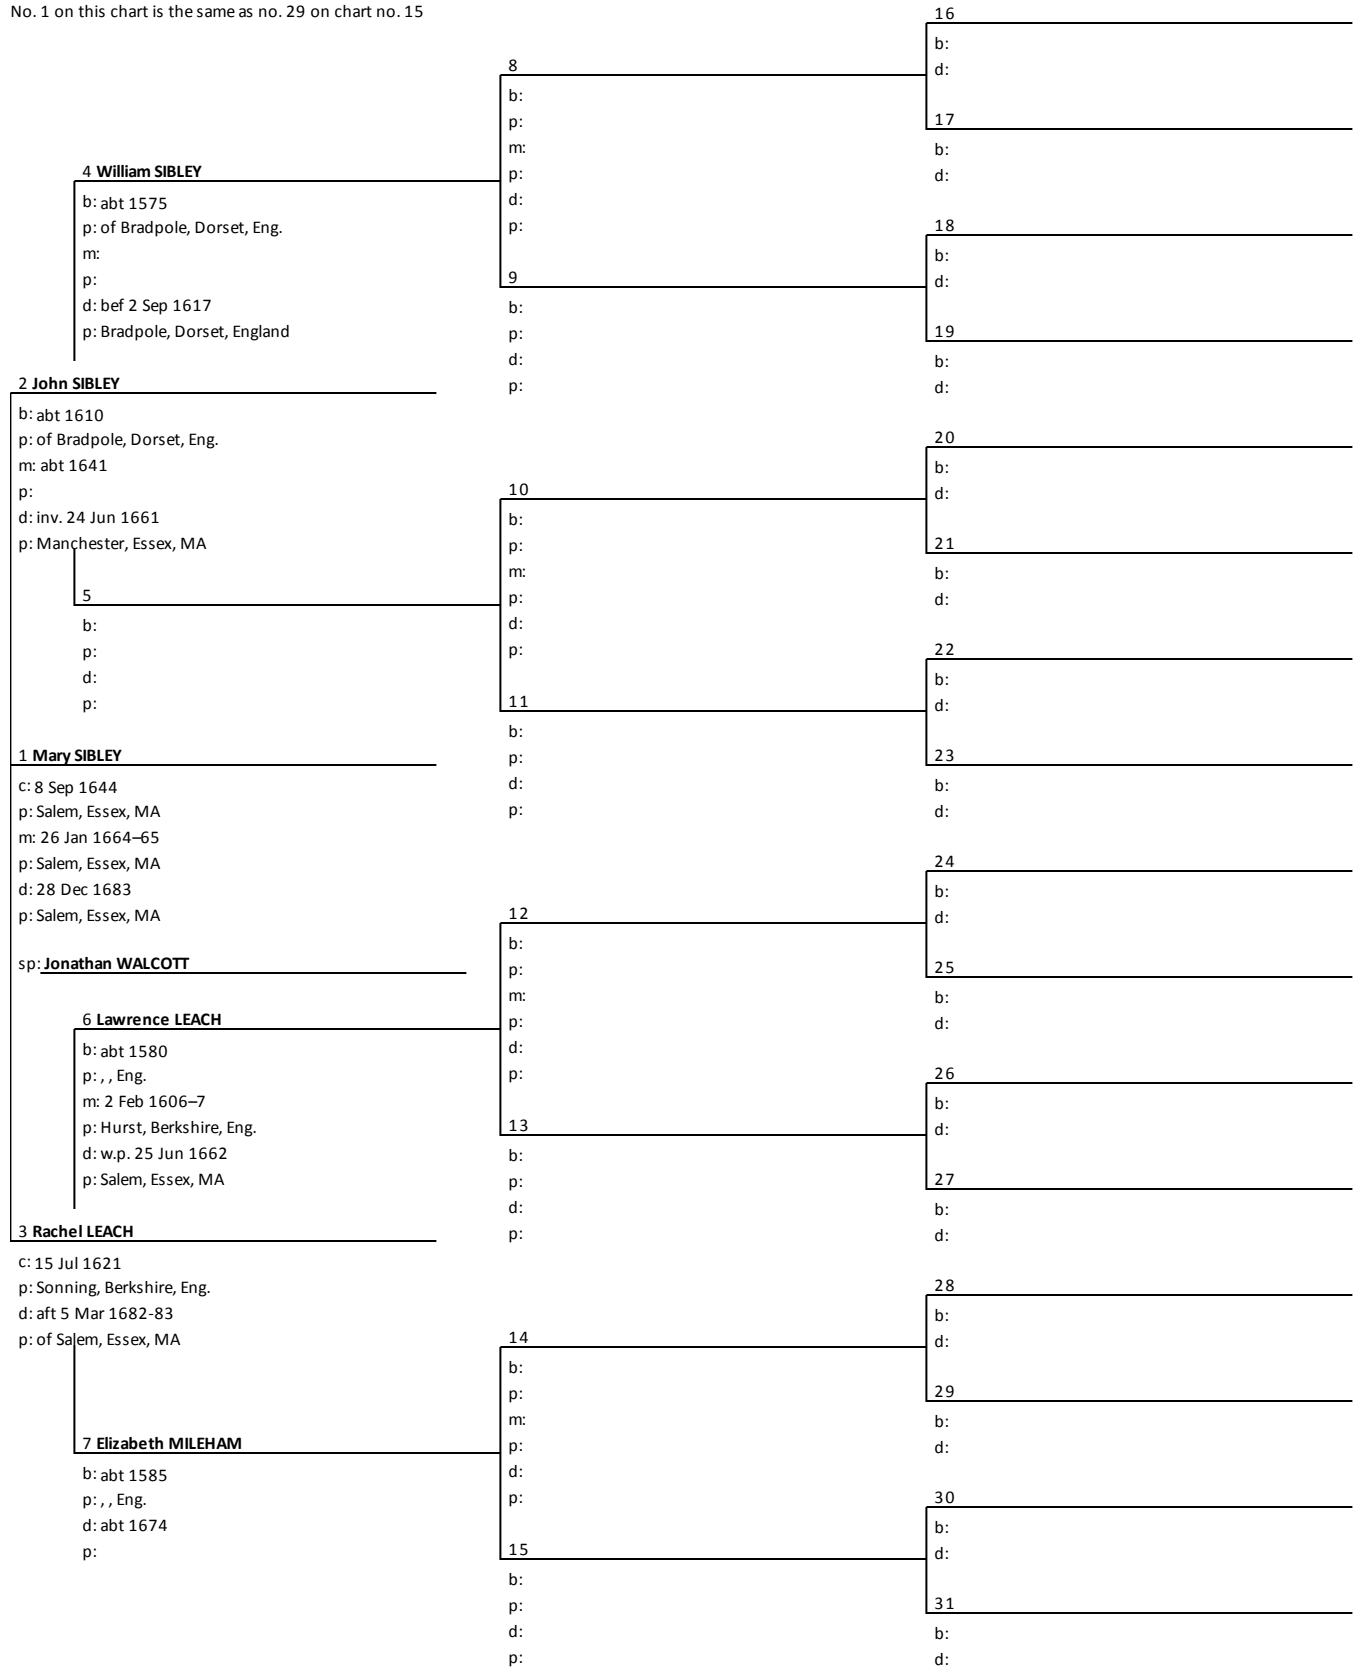 No. 1 on this chart is the same as no. 29 on chart no. 15
4 William SIBLEY
b: abt 1575
p: of Bradpole, Dorset, Eng.
m:
p:
d: bef 2 Sep 1617
p: Bradpole, Dorset, England
2 John SIBLEY
b: abt 1610
p: of Bradpole, Dorset, Eng.
m: abt 1641
p:
d: inv. 24 Jun 1661
p: Manchester, Essex, MA
5
b:
p:
d:
p:
1 Mary SIBLEY
c: 8 Sep 1644
p: Salem, Essex, MA
m: 26 Jan 1664–65
p: Salem, Essex, MA
d: 28 Dec 1683
p: Salem, Essex, MA
sp: Jonathan WALCOTT
6 Lawrence LEACH
b: abt 1580
p: , , Eng.
m: 2 Feb 1606–7
p: Hurst, Berkshire, Eng.
d: w.p. 25 Jun 1662
p: Salem, Essex, MA
3 Rachel LEACH
c: 15 Jul 1621
p: Sonning, Berkshire, Eng.
d: aft 5 Mar 1682-83
p: of Salem, Essex, MA
7 Elizabeth MILEHAM
b: abt 1585
p: , , Eng.
d: abt 1674
p:
8
b:
p:
m:
p:
d:
p:
9
b:
p:
d:
p:
10
b:
p:
m:
p:
d:
p:
11
b:
p:
d:
p:
12
b:
p:
m:
p:
d:
p:
13
b:
p:
d:
p:
14
b:
p:
m:
p:
d:
p:
15
b:
p:
d:
p:
16
b:
d:
17
b:
d:
18
b:
d:
19
b:
d:
20
b:
d:
21
b:
d:
22
b:
d:
23
b:
d:
24
b:
d:
25
b:
d:
26
b:
d:
27
b:
d:
28
b:
d:
29
b:
d:
30
b:
d:
31
b:
d: